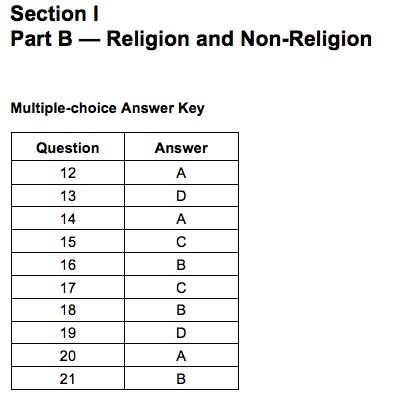 Section I
Part B — Religion and Non-Religion
Multiple-choice Answer Key
Question Answer
12 A
13 D
14 A
15 C
16 B
17 C
18 B
19 D
20 A
21 B